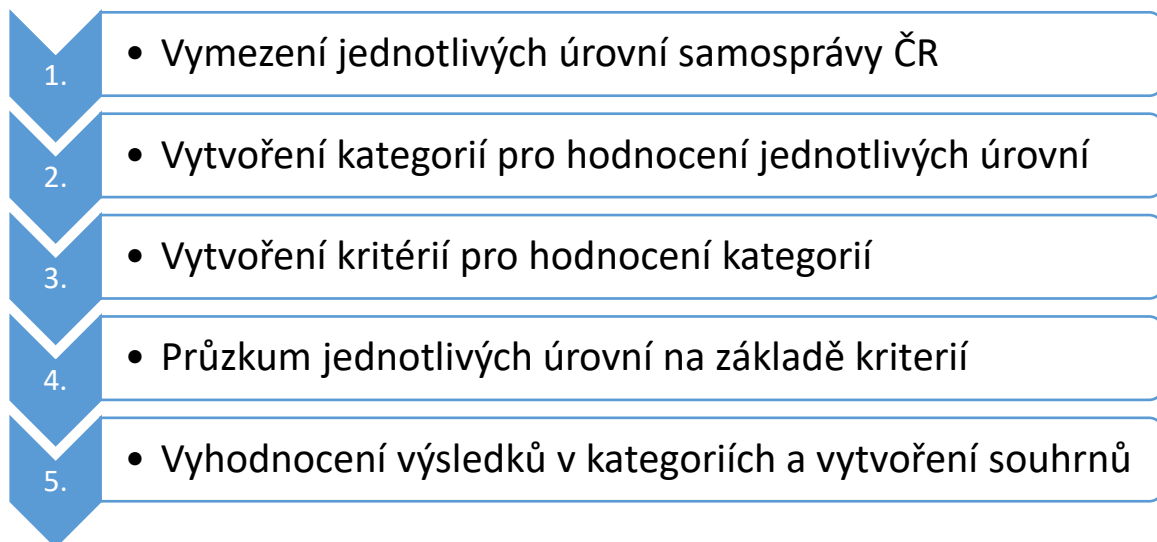 1.
• Vymezení jednotlivých úrovní samosprávy ČR
2.
• Vytvoření kategorií pro hodnocení jednotlivých úrovní
3.
• Vytvoření kritérií pro hodnocení kategorií
4.
• Průzkum jednotlivých úrovní na základě kriterií
5.
• Vyhodnocení výsledků v kategoriích a vytvoření souhrnů